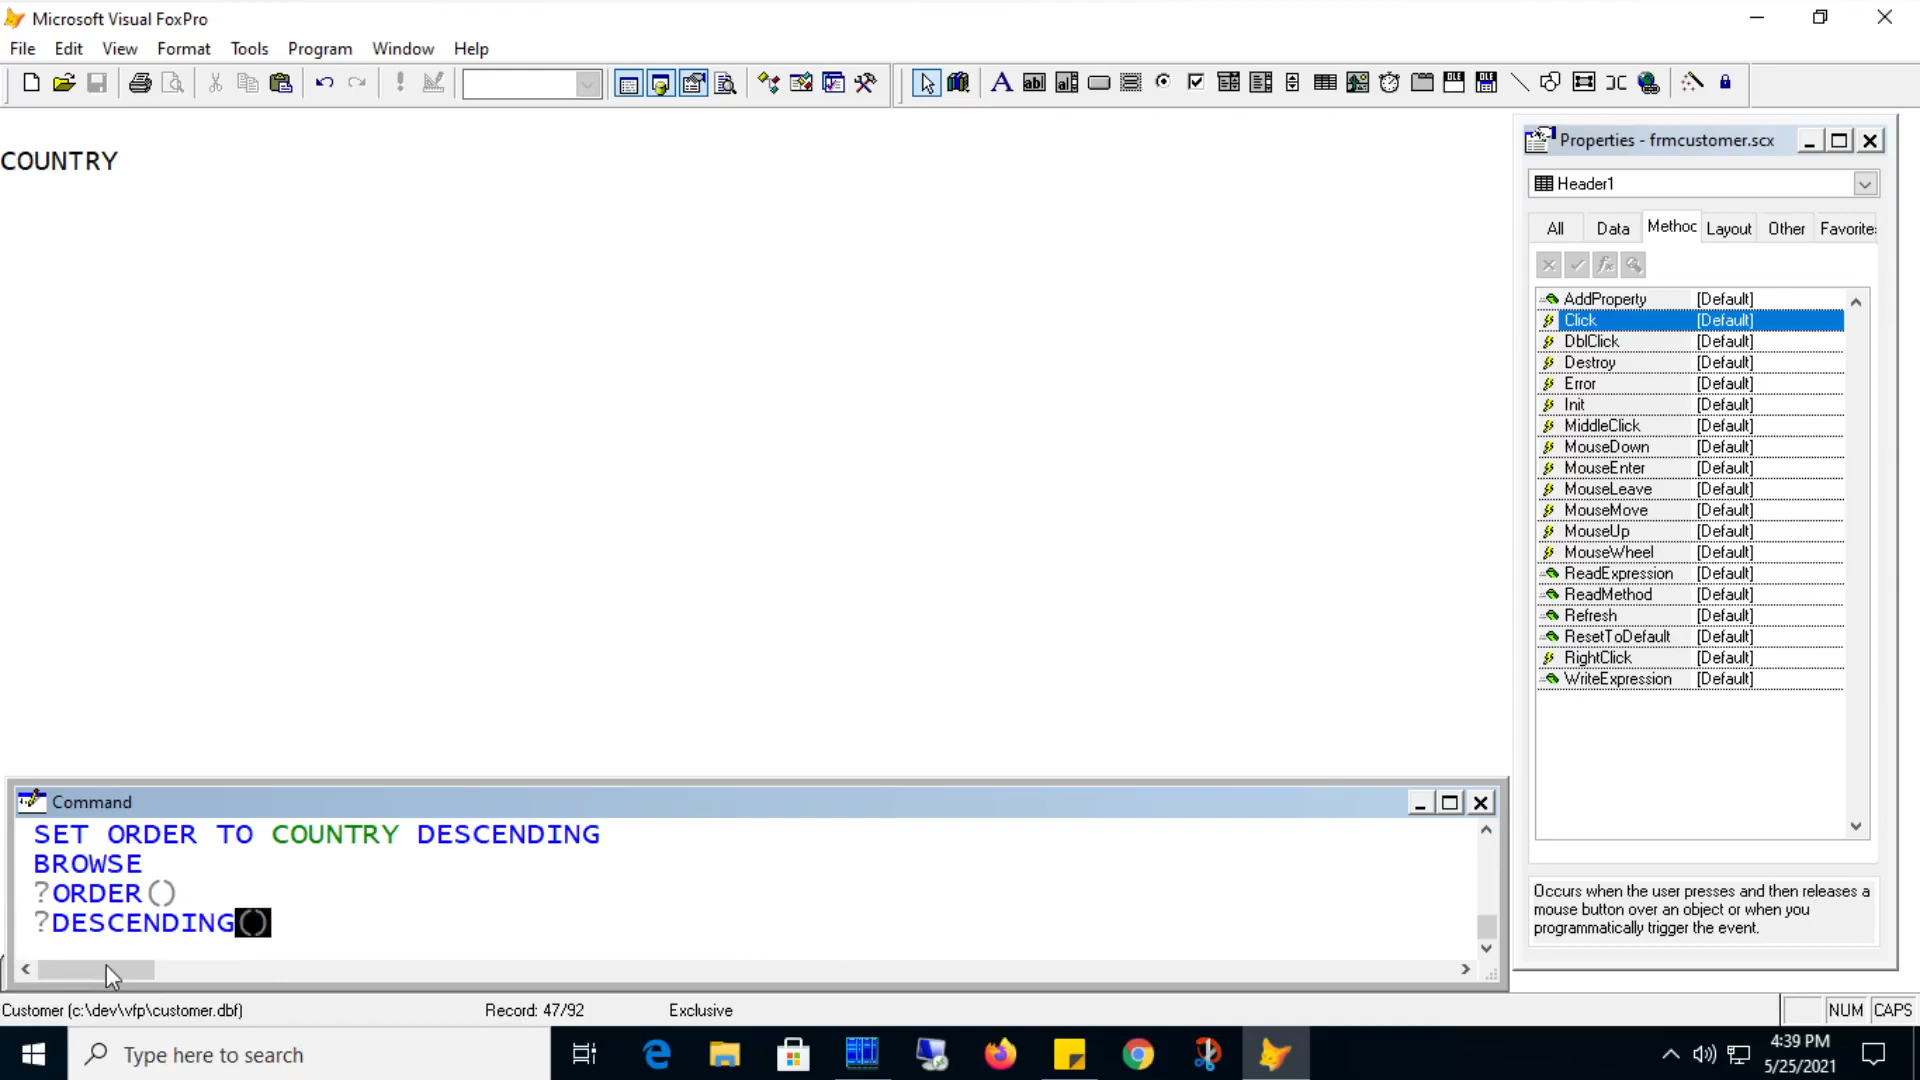 Microsoft Visual FoxPro
File Edit View Format Tools Program Window Help
COUNTRY
Properties - frmcustomer.scx
Header1
All Data Methoc Layout Other Favorite
AddProperty [Default]
Click [Default]
DblClick [Default]
Destroy [Default]
Error [Default]
Init [Default]
MiddleClick [Default]
MouseDown [Default]
MouseEnter [Default]
MouseLeave [Default]
MouseMove [Default]
MouseUp [Default]
MouseWheel [Default]
ReadExpression [Default]
ReadMethod [Default]
Refresh [Default]
ResetToDefault [Default]
RightClick [Default]
WriteExpression [Default]
Occurs when the user presses and then releases a
mouse button over an object or when you
programmatically trigger the event.
Command
SET ORDER TO COUNTRY DESCENDING
BROWSE
?ORDER()
?DESCENDING()
Customer (c:\dev\vfp\customer.dbf) Record: 47/92 Exclusive NUM CAPS
Type here to search
4:39 PM
5/25/2021